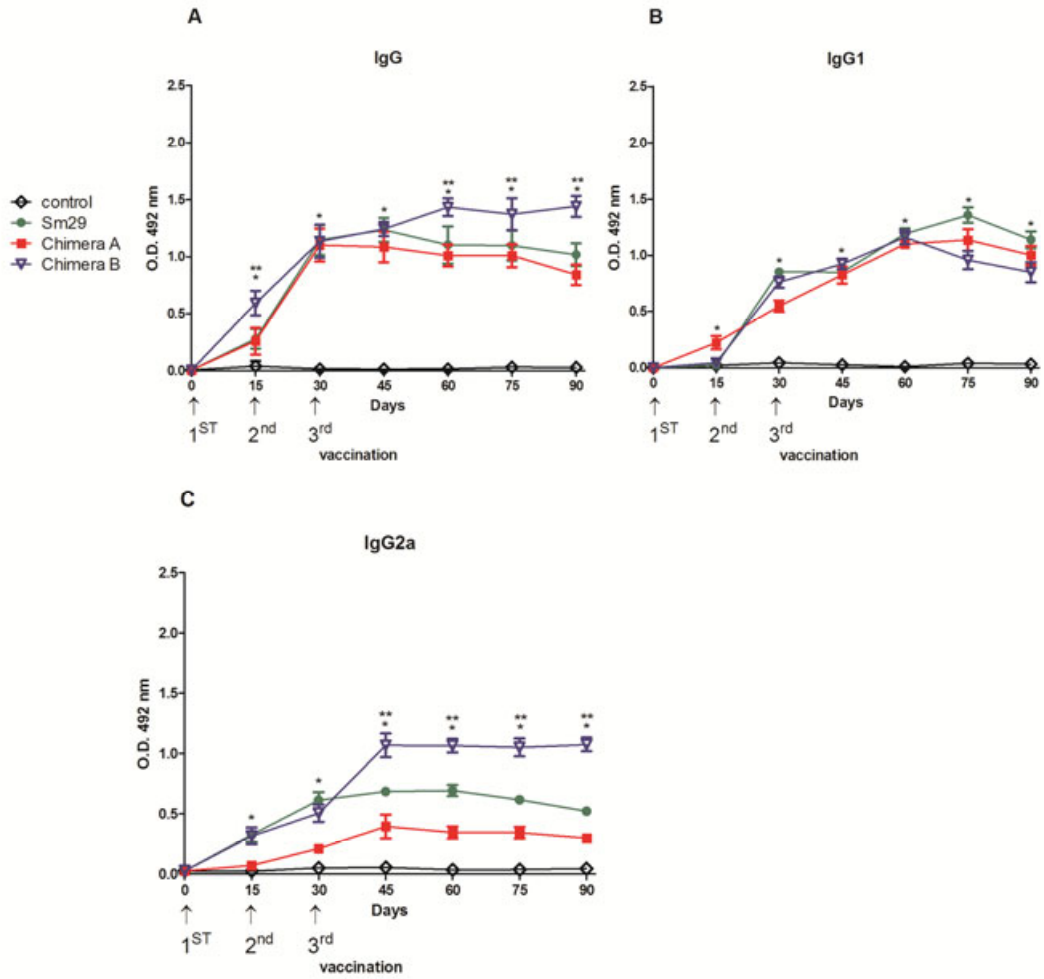 A
IgG
2.5
2.0
1.5
1.0
0.5
0.0
O.D. 492 nm
** ** **
* * * *
*
**
*
0 15 30 45 60 75 90
Days
↑ ↑ ↑
1ST 2nd 3rd
vaccination
control
Sm29
Chimera A
Chimera B
B
IgG1
2.5
2.0
1.5
1.0
0.5
0.0
O.D. 492 nm
* * * * * *
0 15 30 45 60 75 90
Days
↑ ↑ ↑
1ST 2nd 3rd
vaccination
C
IgG2a
2.5
2.0
1.5
1.0
0.5
0.0
O.D. 492 nm
** ** ** **
* * * *
* *
0 15 30 45 60 75 90
Days
↑ ↑ ↑
1ST 2nd 3rd
vaccination